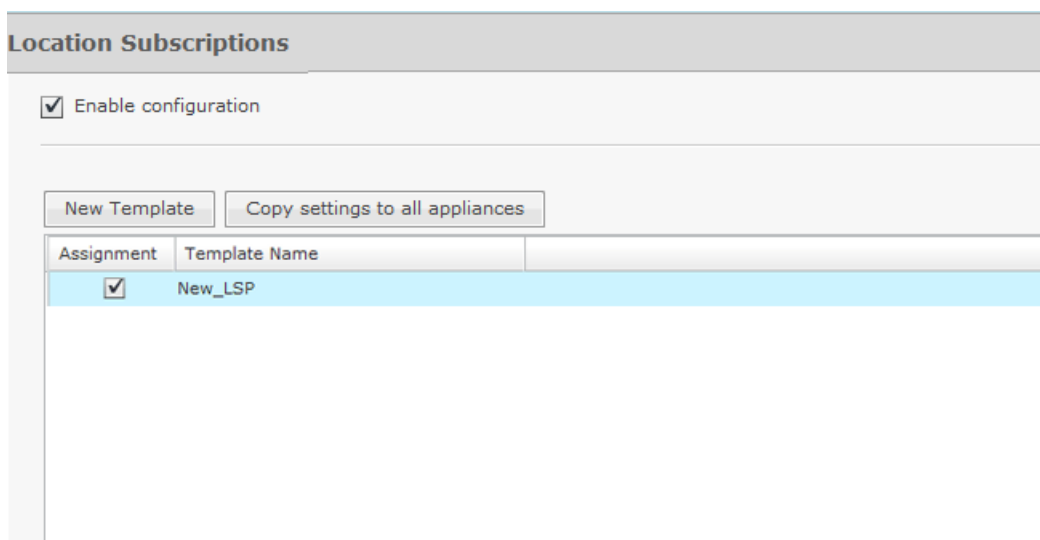 Location Subscriptions
Enable configuration
New Template Copy settings to all appliances
Assignment Template Name
New_LSP